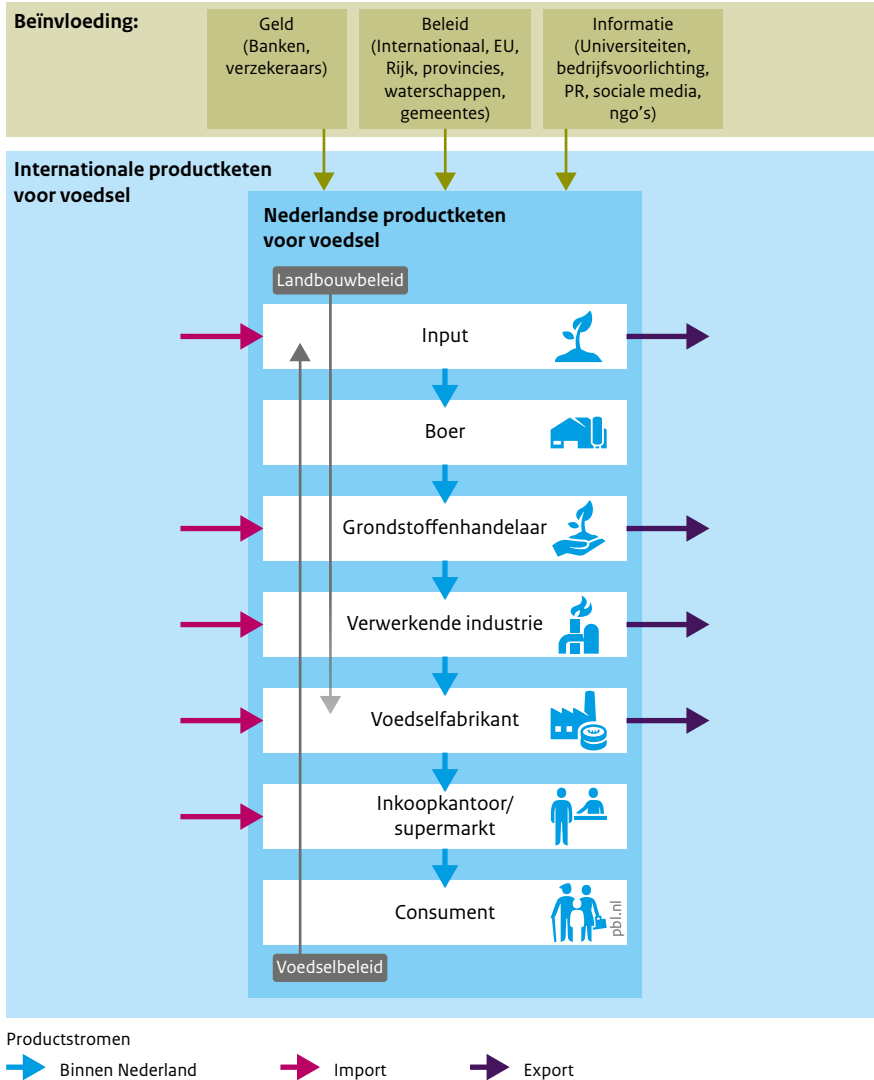 Beïnvloeding:
Geld
(Banken,
verzekeraars)
Beleid
(Internationaal, EU,
Rijk, provincies,
waterschappen,
gemeentes)
Informatie
(Universiteiten,
bedrijfsvoorlichting,
PR, sociale media,
ngo's)
Internationale productketen
voor voedsel
Nederlandse productketen
voor voedsel
Landbouwbeleid
Input
Boer
Grondstoffenhandelaar
Verwerkende industrie
Voedselfabrikant
Inkoopkantoor/
supermarkt
Consument
pbl.nl
Voedselbeleid
Productstromen
Binnen Nederland
Import
Export